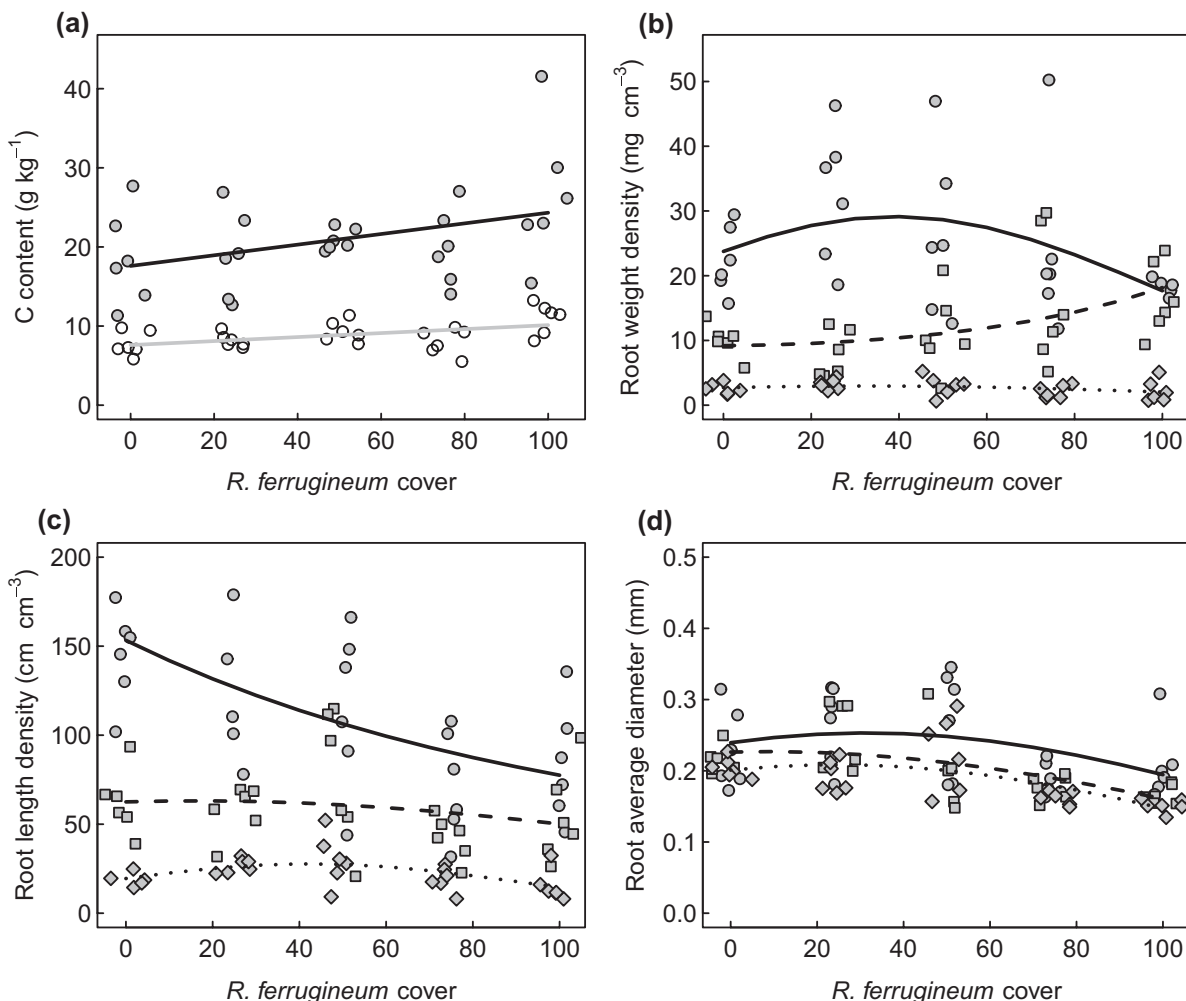 (a)
C content (g kg⁻¹)
40
30
20
10
0
0 20 40 60 80 100
R. ferrugineum cover
(b)
Root weight density (mg cm⁻³)
50
40
30
20
10
0
0 20 40 60 80 100
R. ferrugineum cover
(c)
Root length density (cm cm⁻³)
200
150
100
50
0
0 20 40 60 80 100
R. ferrugineum cover
(d)
Root average diameter (mm)
0.5
0.4
0.3
0.2
0.1
0.0
0 20 40 60 80 100
R. ferrugineum cover